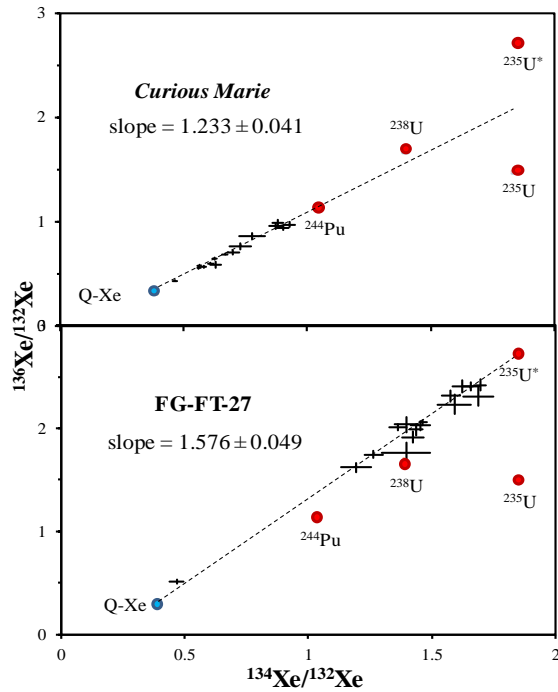 3
²³⁵U*
Curious Marie
slope = 1.233 ± 0.041
2
²³⁸U
²³⁵U
1
²⁴⁴Pu
Q-Xe
0
¹³⁶Xe/¹³²Xe
3
²³⁵U*
FG-FT-27
slope = 1.576 ± 0.049
2
²³⁸U
²³⁵U
1
²⁴⁴Pu
Q-Xe
0
0 0.5 1 1.5 2
¹³⁴Xe/¹³²Xe